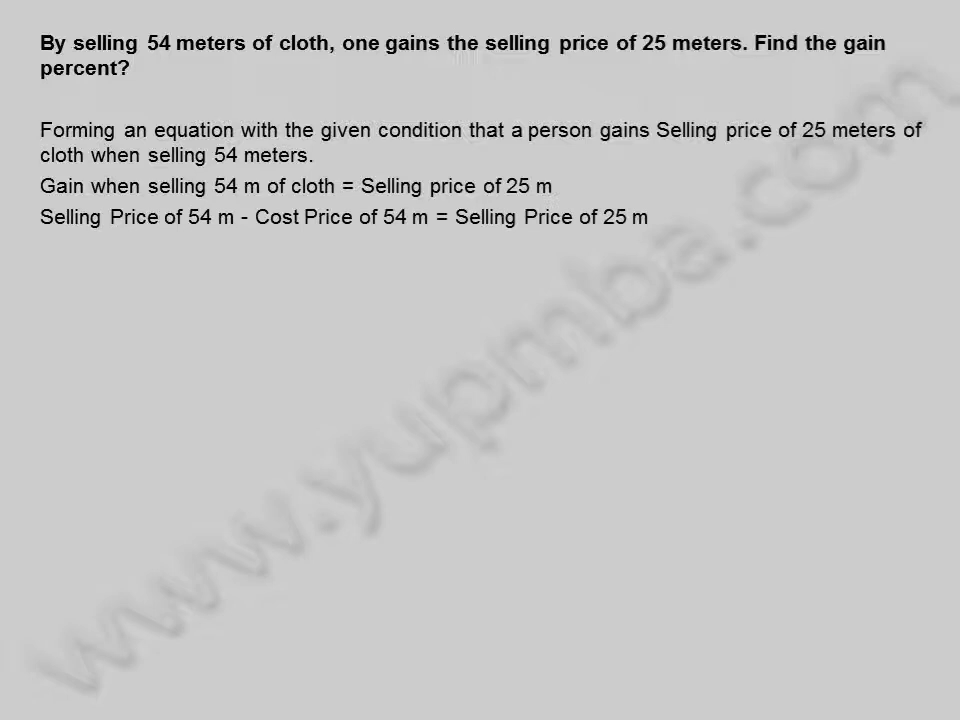 By selling 54 meters of cloth, one gains the selling price of 25 meters. Find the gain
percent?
Forming an equation with the given condition that a person gains Selling price of 25 meters of
cloth when selling 54 meters.
Gain when selling 54 m of cloth = Selling price of 25 m
Selling Price of 54 m - Cost Price of 54 m = Selling Price of 25 m
www.yupmba.com